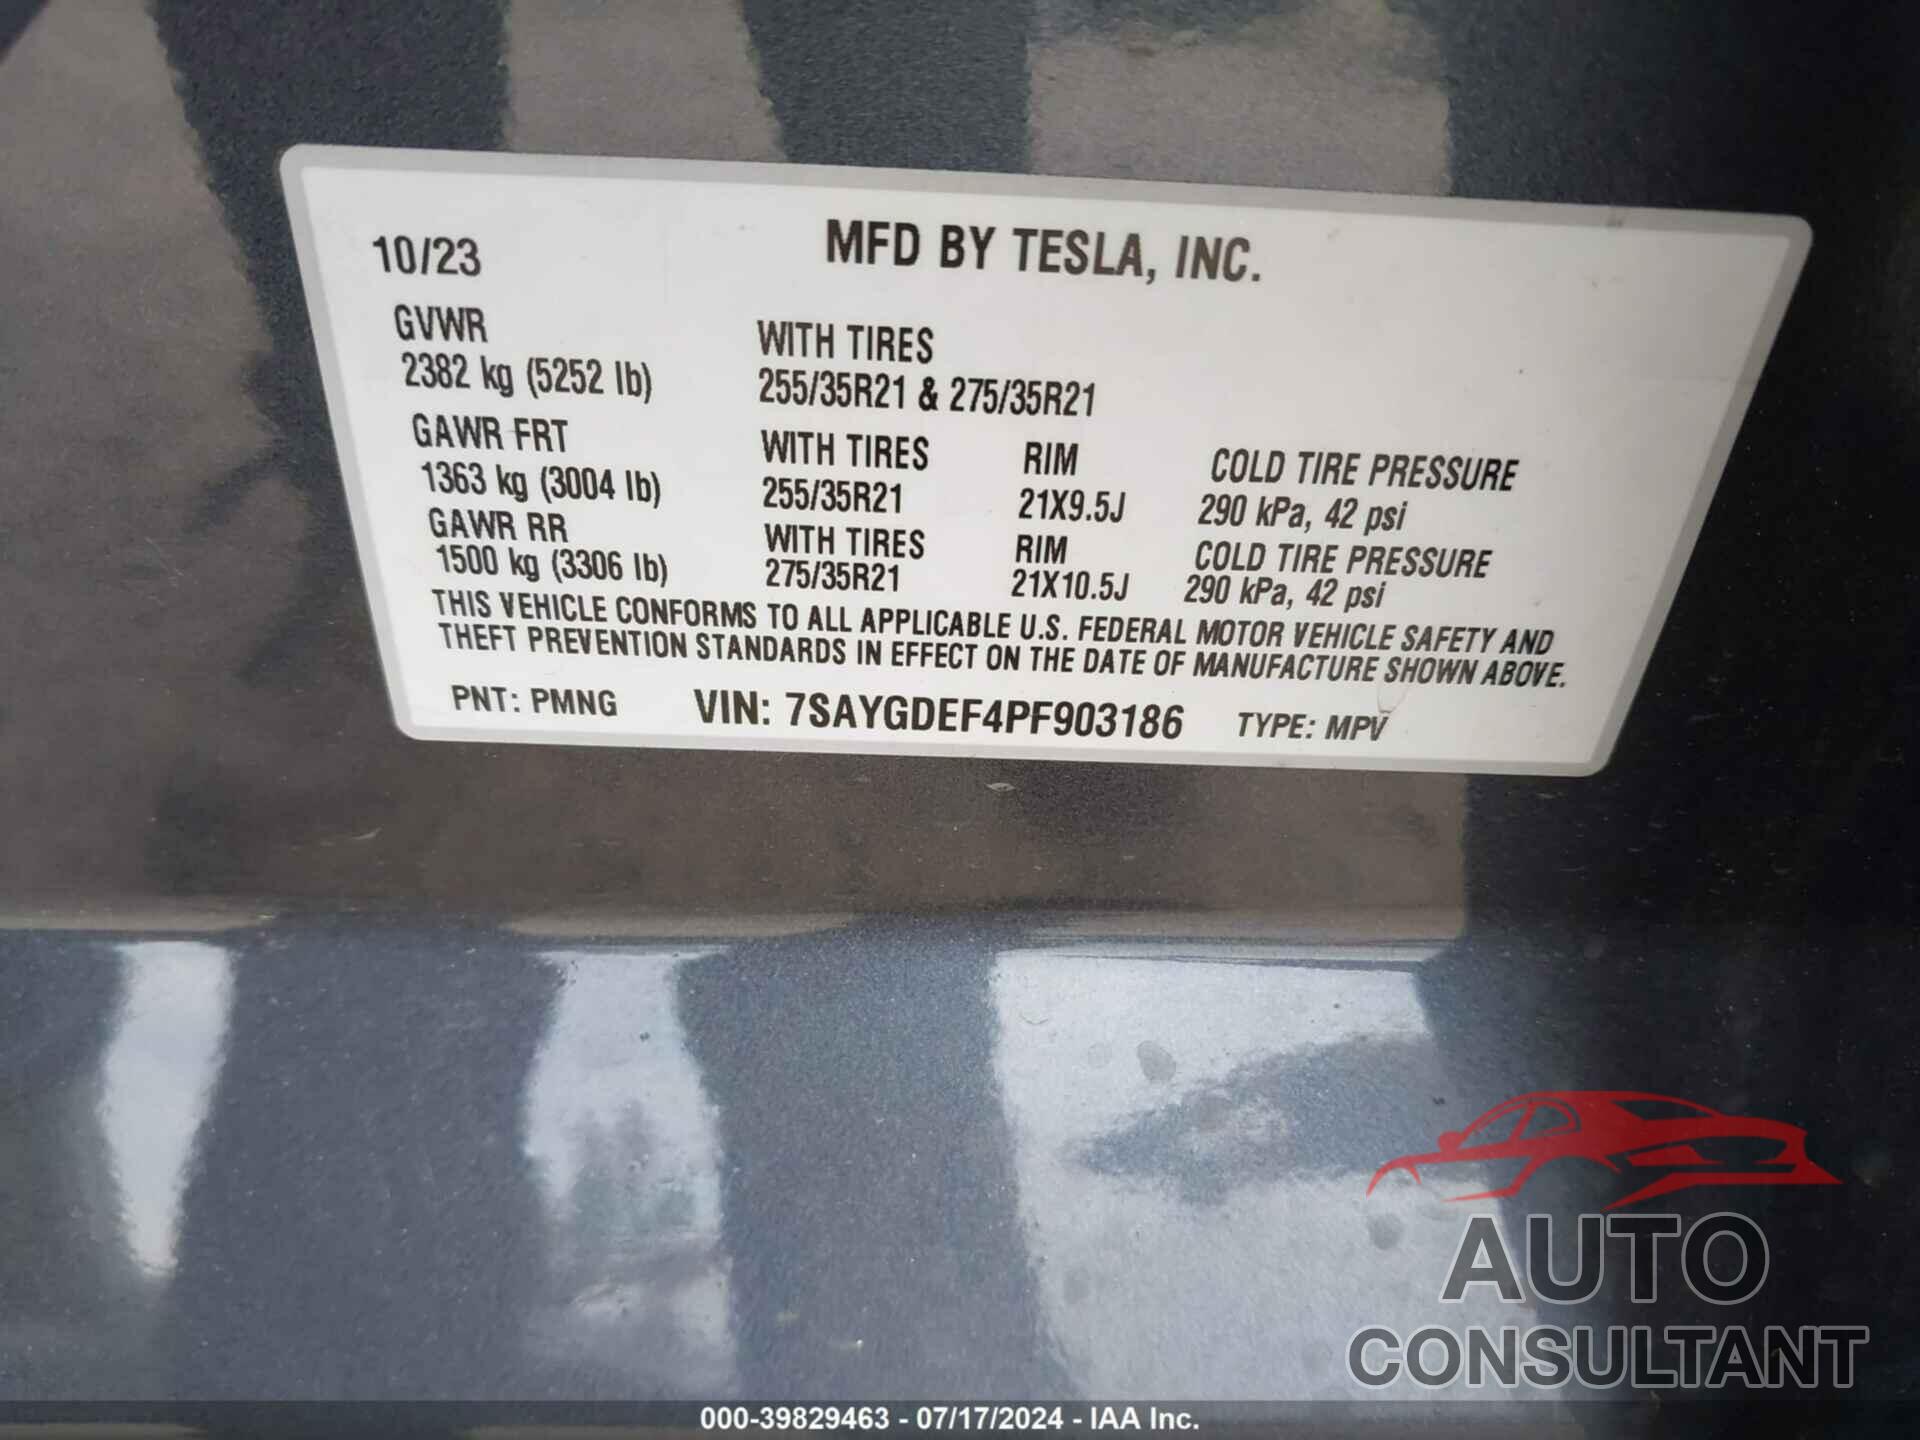 10/23 MFD BY TESLA, INC.
GVWR WITH TIRES
2382 kg (5252 lb) 255/35R21 & 275/35R21
GAWR FRT WITH TIRES RIM COLD TIRE PRESSURE
1363 kg (3004 lb) 255/35R21 21X9.5J 290 kPa, 42 psi
GAWR RR WITH TIRES RIM COLD TIRE PRESSURE
1500 kg (3306 lb) 275/35R21 21X10.5J 290 kPa, 42 psi
THIS VEHICLE CONFORMS TO ALL APPLICABLE U.S. FEDERAL MOTOR VEHICLE SAFETY AND
THEFT PREVENTION STANDARDS IN EFFECT ON THE DATE OF MANUFACTURE SHOWN ABOVE.
PNT: PMNG VIN: 7SAYGDEF4PF903186 TYPE: MPV
AUTO
CONSULTANT
000-39829463 - 07/17/2024 - IAA Inc.